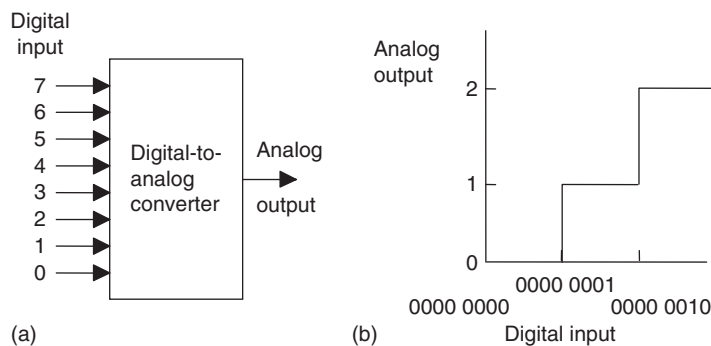 Digital
input
7
6
5
4
3
2
1
0
Digital-to-
analog
converter
Analog
output
(a)
Analog
output
2
1
0
0000 0001
0000 0000
0000 0010
Digital input
(b)